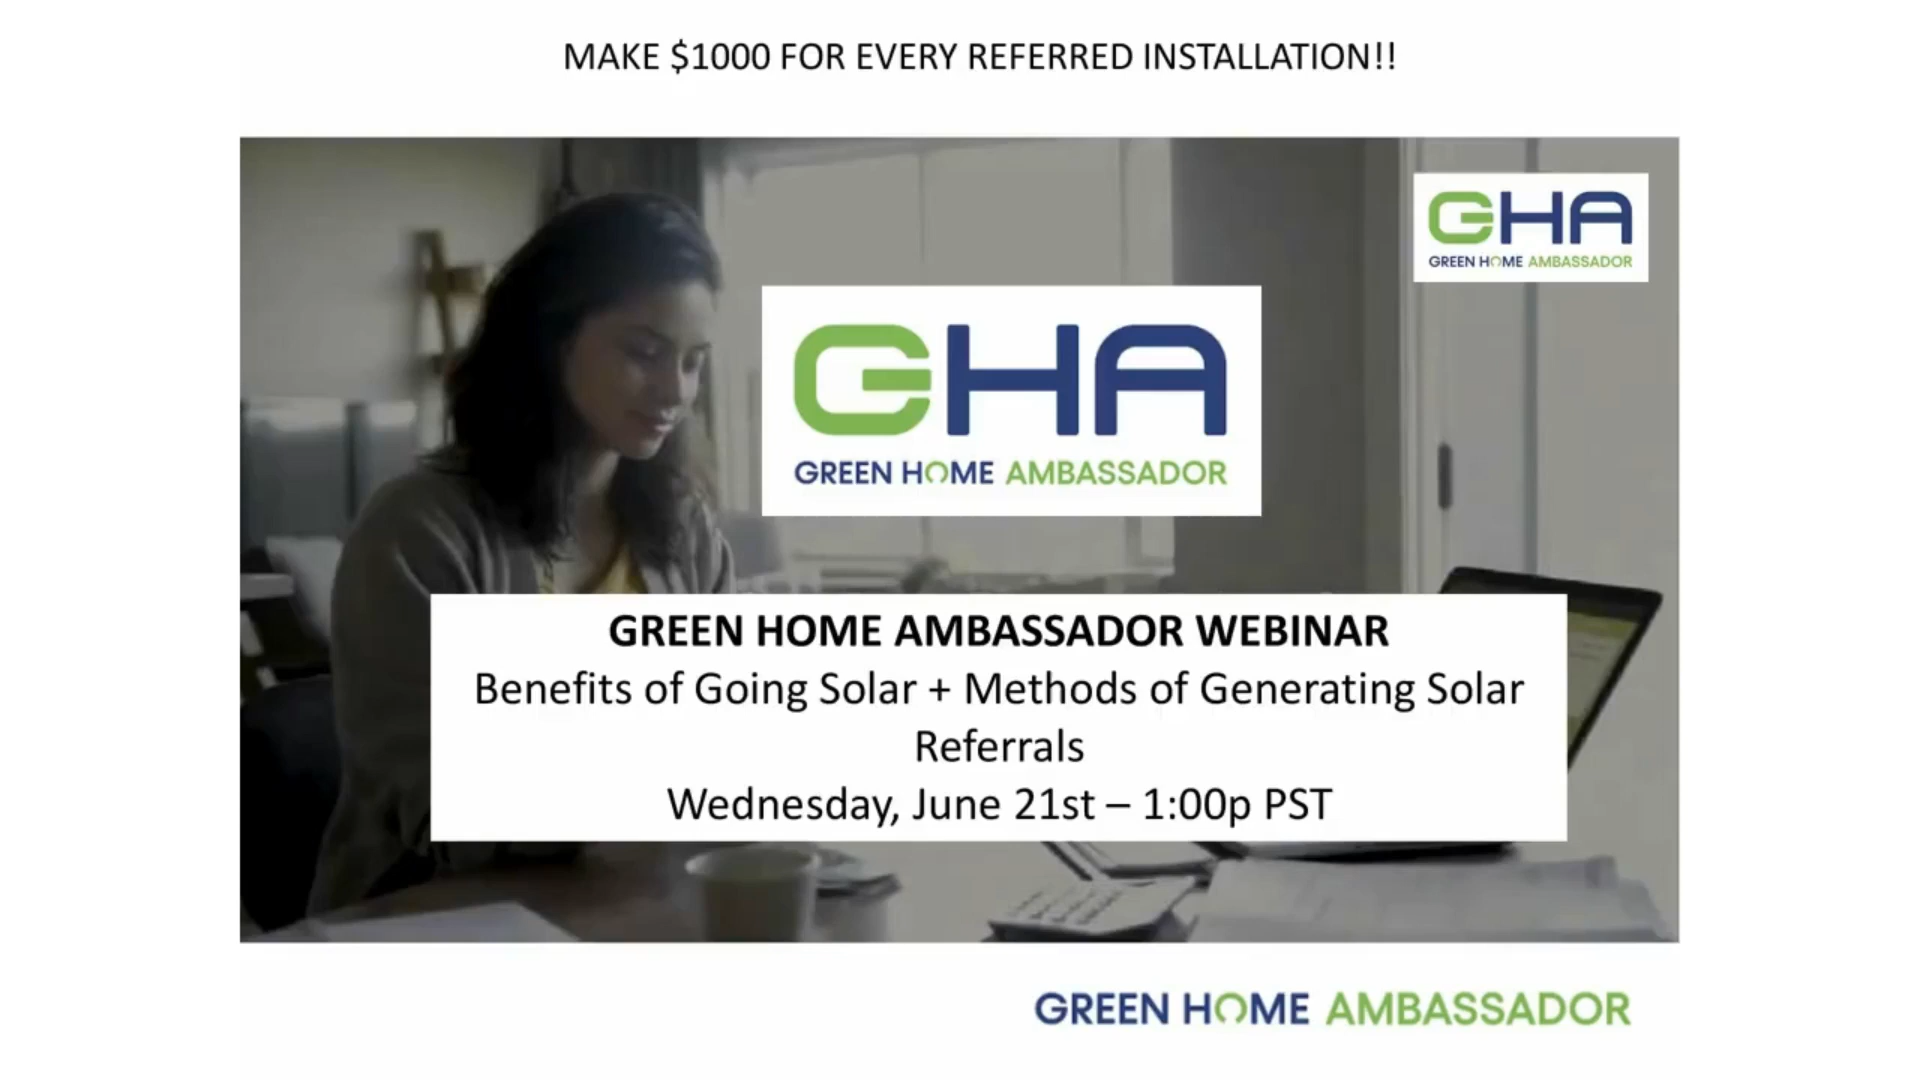 MAKE $1000 FOR EVERY REFERRED INSTALLATION!!
GHA
GREEN HOME AMBASSADOR
GHA
GREEN HOME AMBASSADOR
GREEN HOME AMBASSADOR WEBINAR
Benefits of Going Solar + Methods of Generating Solar
Referrals
Wednesday, June 21st – 1:00p PST
GREEN HOME AMBASSADOR